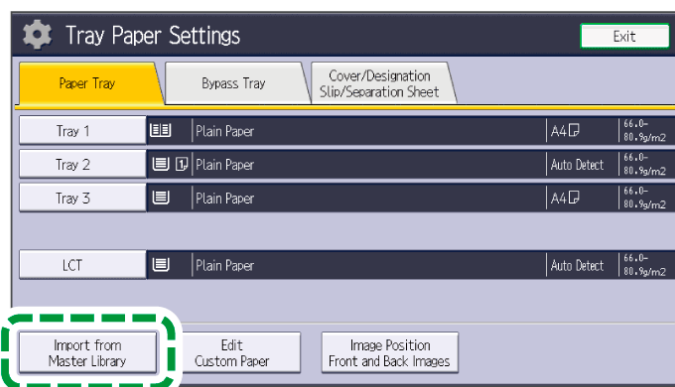 Tray Paper Settings
Exit
Paper Tray
Bypass Tray
Cover/Designation
Slip/Separation Sheet
Tray 1 Plain Paper A4 66.0-
80.9g/m2
Tray 2 1 Plain Paper Auto Detect 66.0-
80.9g/m2
Tray 3 Plain Paper A4 66.0-
80.9g/m2
LCT Plain Paper Auto Detect 66.0-
80.9g/m2
Import from
Master Library
Edit
Custom Paper
Image Position
Front and Back Images